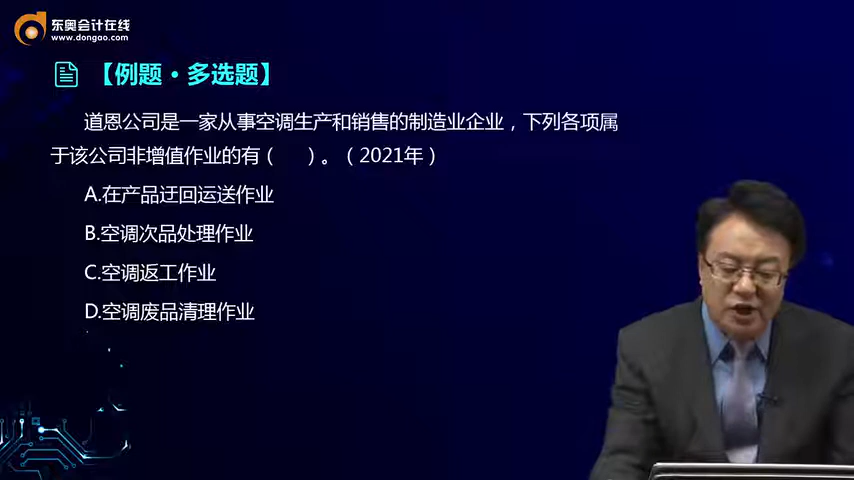 东奥会计在线
www.dongao.com
【例题·多选题】
道恩公司是一家从事空调生产和销售的制造业企业，下列各项属
于该公司非增值作业的有（　　）。（2021年）
A.在产品迂回运送作业
B.空调次品处理作业
C.空调返工作业
D.空调废品清理作业